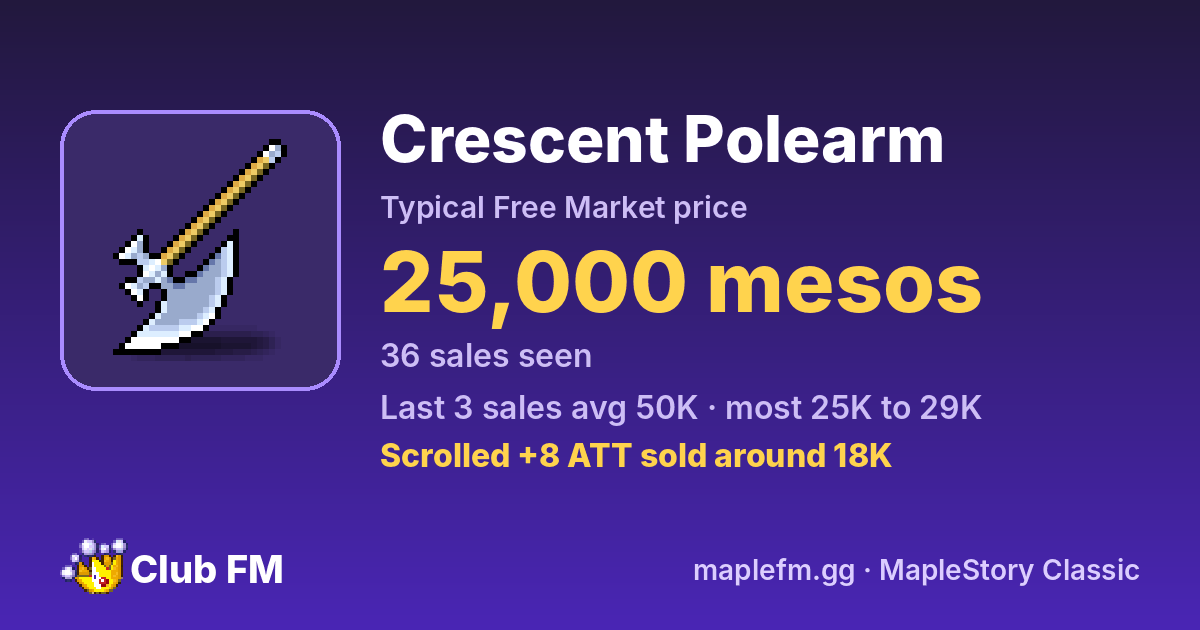 Crescent Polearm
Typical Free Market price
25,000 mesos
36 sales seen
Last 3 sales avg 50K · most 25K to 29K
Scrolled +8 ATT sold around 18K
Club FM
maplefm.gg · MapleStory Classic